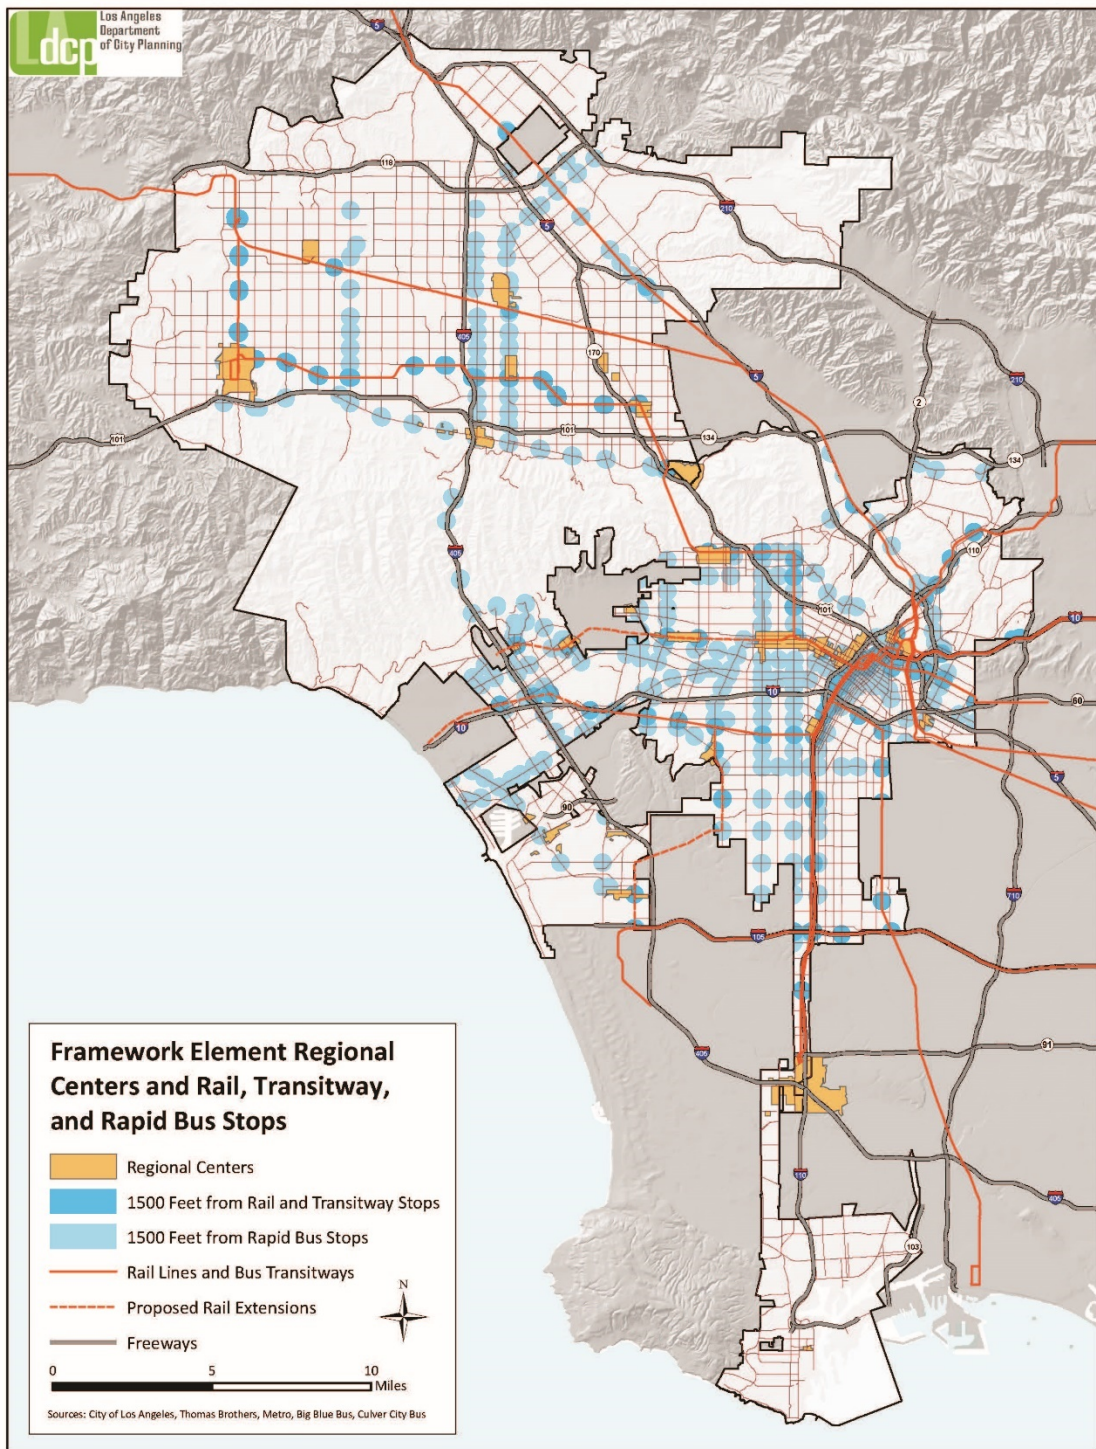 Ldcp
Los Angeles
Department
of City Planning
5
118
210
5
405
170
5
210
2
101
101
134
134
405
110
101
10
10
10
60
5
90
710
105
91
405
110
405
103
Framework Element Regional
Centers and Rail, Transitway,
and Rapid Bus Stops
Regional Centers
1500 Feet from Rail and Transitway Stops
1500 Feet from Rapid Bus Stops
Rail Lines and Bus Transitways
Proposed Rail Extensions
N
Freeways
0 5 10
Miles
Sources: City of Los Angeles, Thomas Brothers, Metro, Big Blue Bus, Culver City Bus